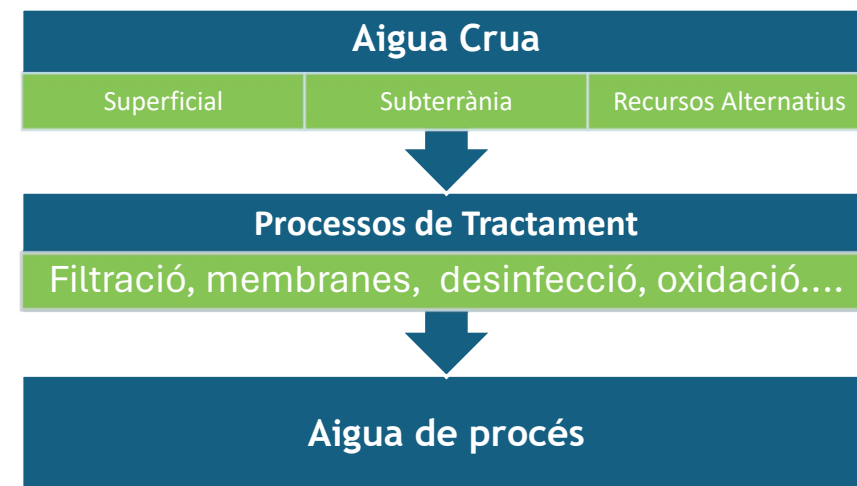 Aigua Crua
Superficial Subterrània Recursos Alternatius
Processos de Tractament
Filtració, membranes, desinfecció, oxidació....
Aigua de procés